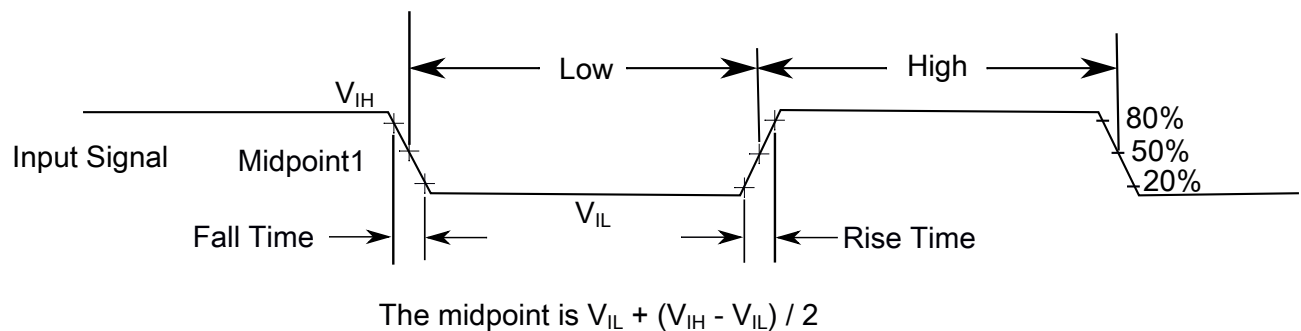 Low
High
V_IH
80%
Input Signal
Midpoint1
50%
20%
V_IL
Fall Time
Rise Time
The midpoint is V_IL + (V_IH - V_IL) / 2